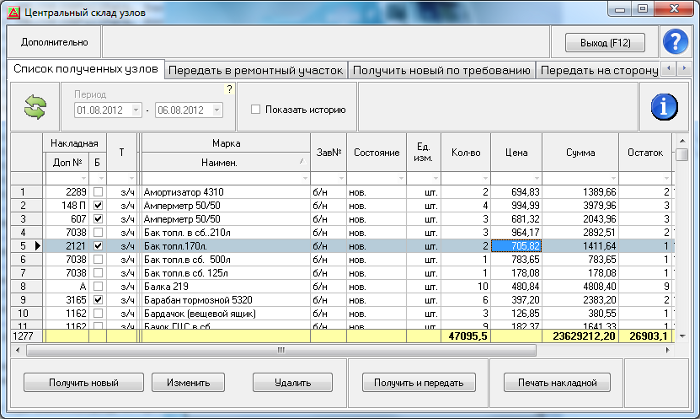 Центральный склад узлов
Дополнительно
Выход (F12)
?
Список полученных узлов Передать в ремонтный участок Получить новый по требованию Передать на сторону
Период ?
01.08.2012 - 06.08.2012
Показать историю
i
Накладная Т Марка Зав№ Состояние Ед. изм. Кол-во Цена Сумма Остаток
Доп № Б Наимен.
1 2289 з/ч Амортизатор 4310 б/н нов. шт. 2 694,83 1389,66 2
2 148 П з/ч Амперметр 50/50 б/н нов. шт. 4 994,99 3979,96 3
3 607 з/ч Амперметр 50/50 б/н нов. шт. 3 681,32 2043,96 3
4 7038 з/ч Бак топл. в сб..210л б/н нов. шт. 3 964,17 2892,51 2
5 2121 з/ч Бак топл.170л. б/н нов. шт. 2 705,82 1411,64 1
6 7038 з/ч Бак топл.в сб. 500л б/н нов. шт. 1 783,65 783,65 1
7 7038 з/ч Бак топл.в сб. 125л б/н нов. шт. 1 178,08 178,08 1
8 А з/ч Балка 219 б/н нов. шт. 10 480,84 4808,40 9
9 3165 з/ч Барабан тормозной 5320 б/н нов. шт. 6 397,20 2383,20 2
10 1162 з/ч Бардачок (вещевой ящик) б/н нов. шт. 3 126,85 380,55 1
11 1162 з/ч Бачок ГЦС в сб б/н нов. шт. 9 182,37 1641,33 1
1277 47095,5 23629212,20 26903,1
Получить новый Изменить Удалить Получить и передать Печать накладной